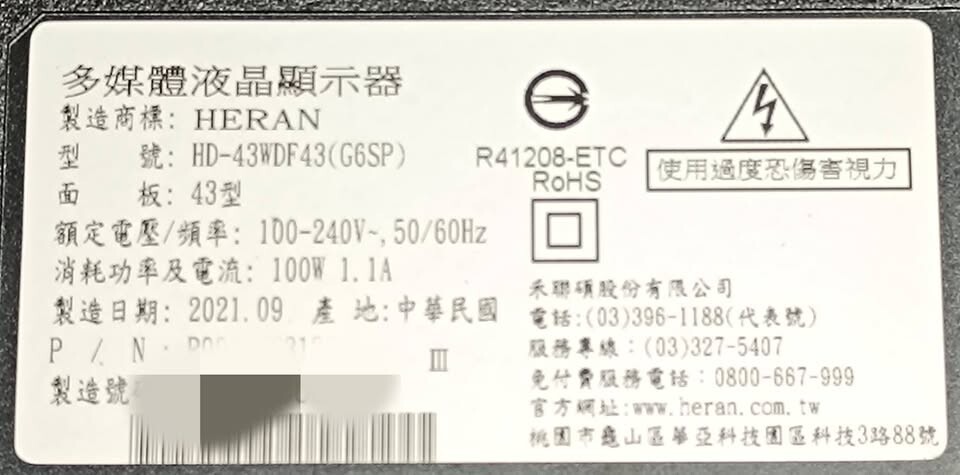 多媒體液晶顯示器
製造商標: HERAN
型 號: HD-43WDF43(G6SP)
面 板: 43型
額定電壓/頻率: 100-240V~, 50/60Hz
消耗功率及電流: 100W 1.1A
製造日期: 2021.09 產 地:中華民國
P / N
III
製造號
R41208-ETC
RoHS
使用過度恐傷害視力
禾聯碩股份有限公司
電話:(03)396-1188(代表號)
服務專線:(03)327-5407
免付費服務電話:0800-667-999
官方網址:www.heran.com.tw
桃園市龜山區華亞科技園區科技3路88號